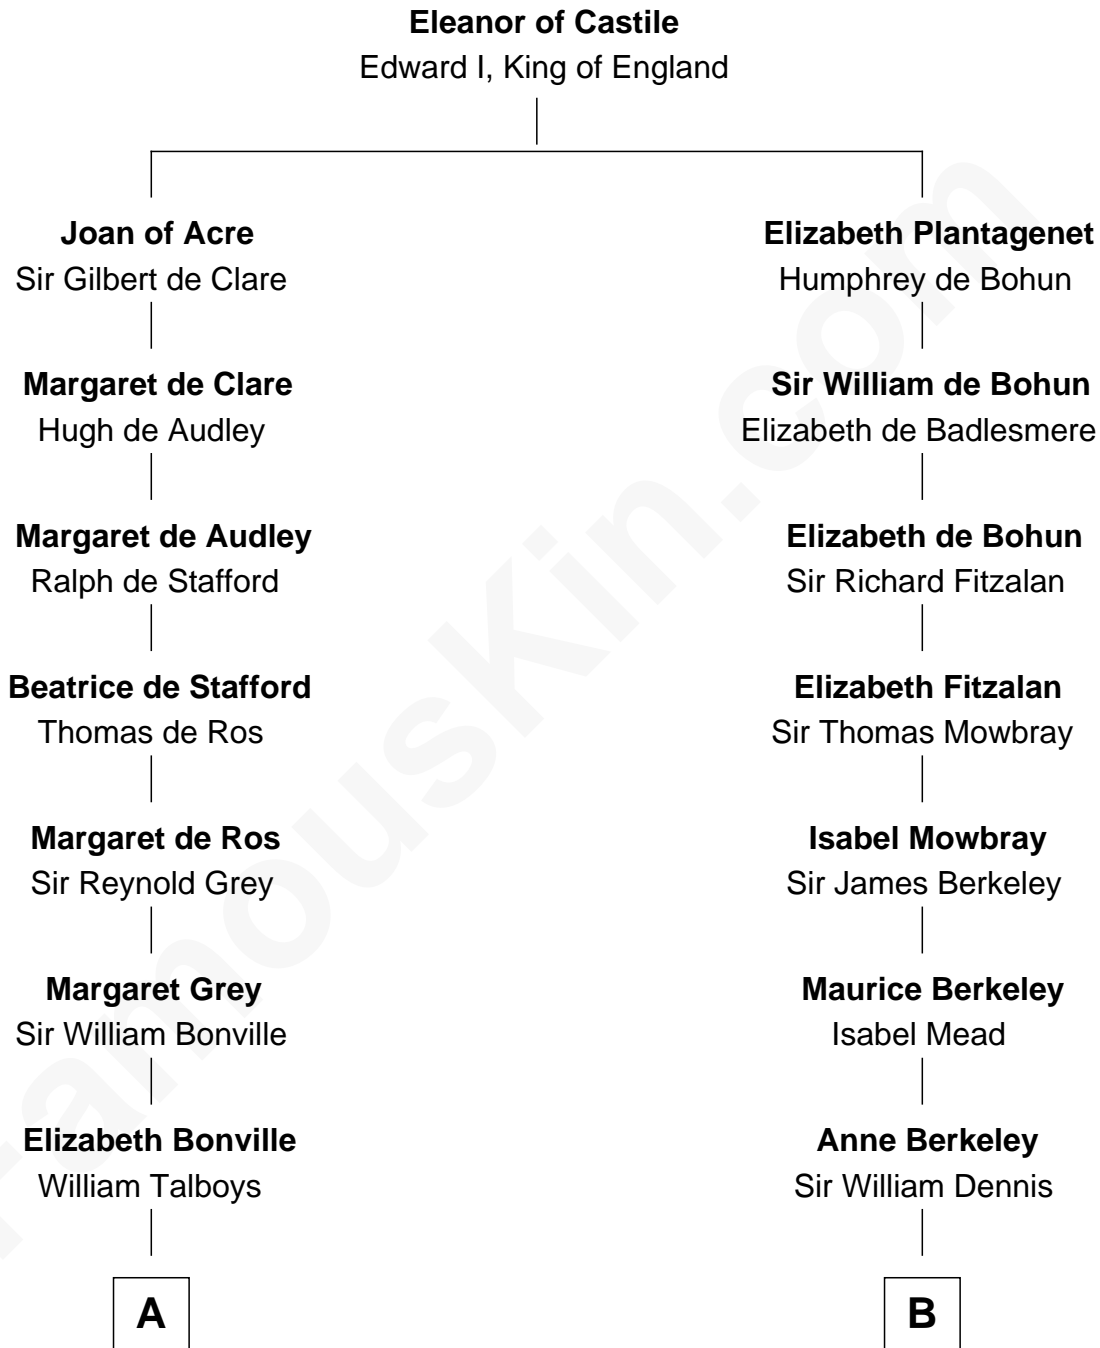 Eleanor of Castile
Edward I, King of England
Joan of Acre
Sir Gilbert de Clare
Margaret de Clare
Hugh de Audley
Margaret de Audley
Ralph de Stafford
Beatrice de Stafford
Thomas de Ros
Margaret de Ros
Sir Reynold Grey
Margaret Grey
Sir William Bonville
Elizabeth Bonville
William Talboys
A
Elizabeth Plantagenet
Humphrey de Bohun
Sir William de Bohun
Elizabeth de Badlesmere
Elizabeth de Bohun
Sir Richard Fitzalan
Elizabeth Fitzalan
Sir Thomas Mowbray
Isabel Mowbray
Sir James Berkeley
Maurice Berkeley
Isabel Mead
Anne Berkeley
Sir William Dennis
B
FamousKin.com